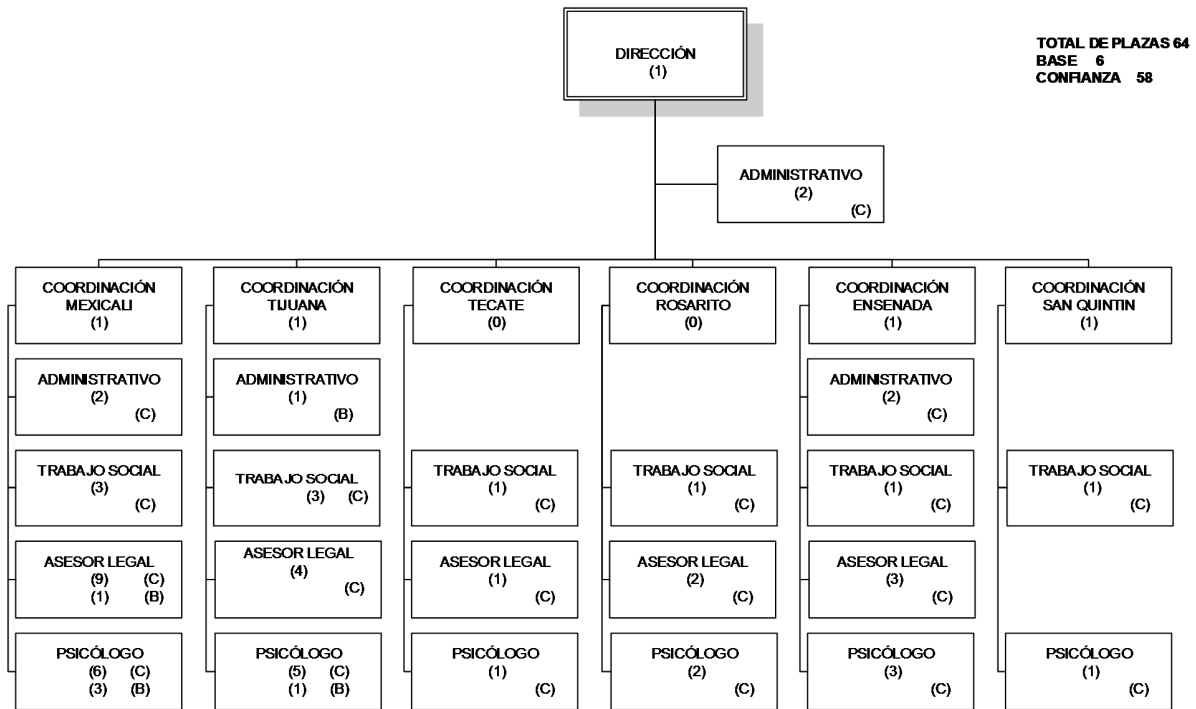 DIRECCIÓN
(1)
TOTAL DE PLAZAS 64
BASE 6
CONFIANZA 58
ADMINISTRATIVO
(2)
(C)
COORDINACIÓN
MEXICALI
(1)
ADMINISTRATIVO
(2)
(C)
TRABAJO SOCIAL
(3)
(C)
ASESOR LEGAL
(9) (C)
(1) (B)
PSICÓLOGO
(6) (C)
(3) (B)
COORDINACIÓN
TIJUANA
(1)
ADMINISTRATIVO
(1)
(B)
TRABAJO SOCIAL
(3) (C)
ASESOR LEGAL
(4)
(C)
PSICÓLOGO
(5) (C)
(1) (B)
COORDINACIÓN
TECATE
(0)
TRABAJO SOCIAL
(1)
(C)
ASESOR LEGAL
(1)
(C)
PSICÓLOGO
(1)
(C)
COORDINACIÓN
ROSARITO
(0)
TRABAJO SOCIAL
(1)
(C)
ASESOR LEGAL
(2)
(C)
PSICÓLOGO
(2)
(C)
COORDINACIÓN
ENSENADA
(1)
ADMINISTRATIVO
(2)
(C)
TRABAJO SOCIAL
(1)
(C)
ASESOR LEGAL
(3)
(C)
PSICÓLOGO
(3)
(C)
COORDINACIÓN
SAN QUINTIN
(1)
TRABAJO SOCIAL
(1)
(C)
PSICÓLOGO
(1)
(C)